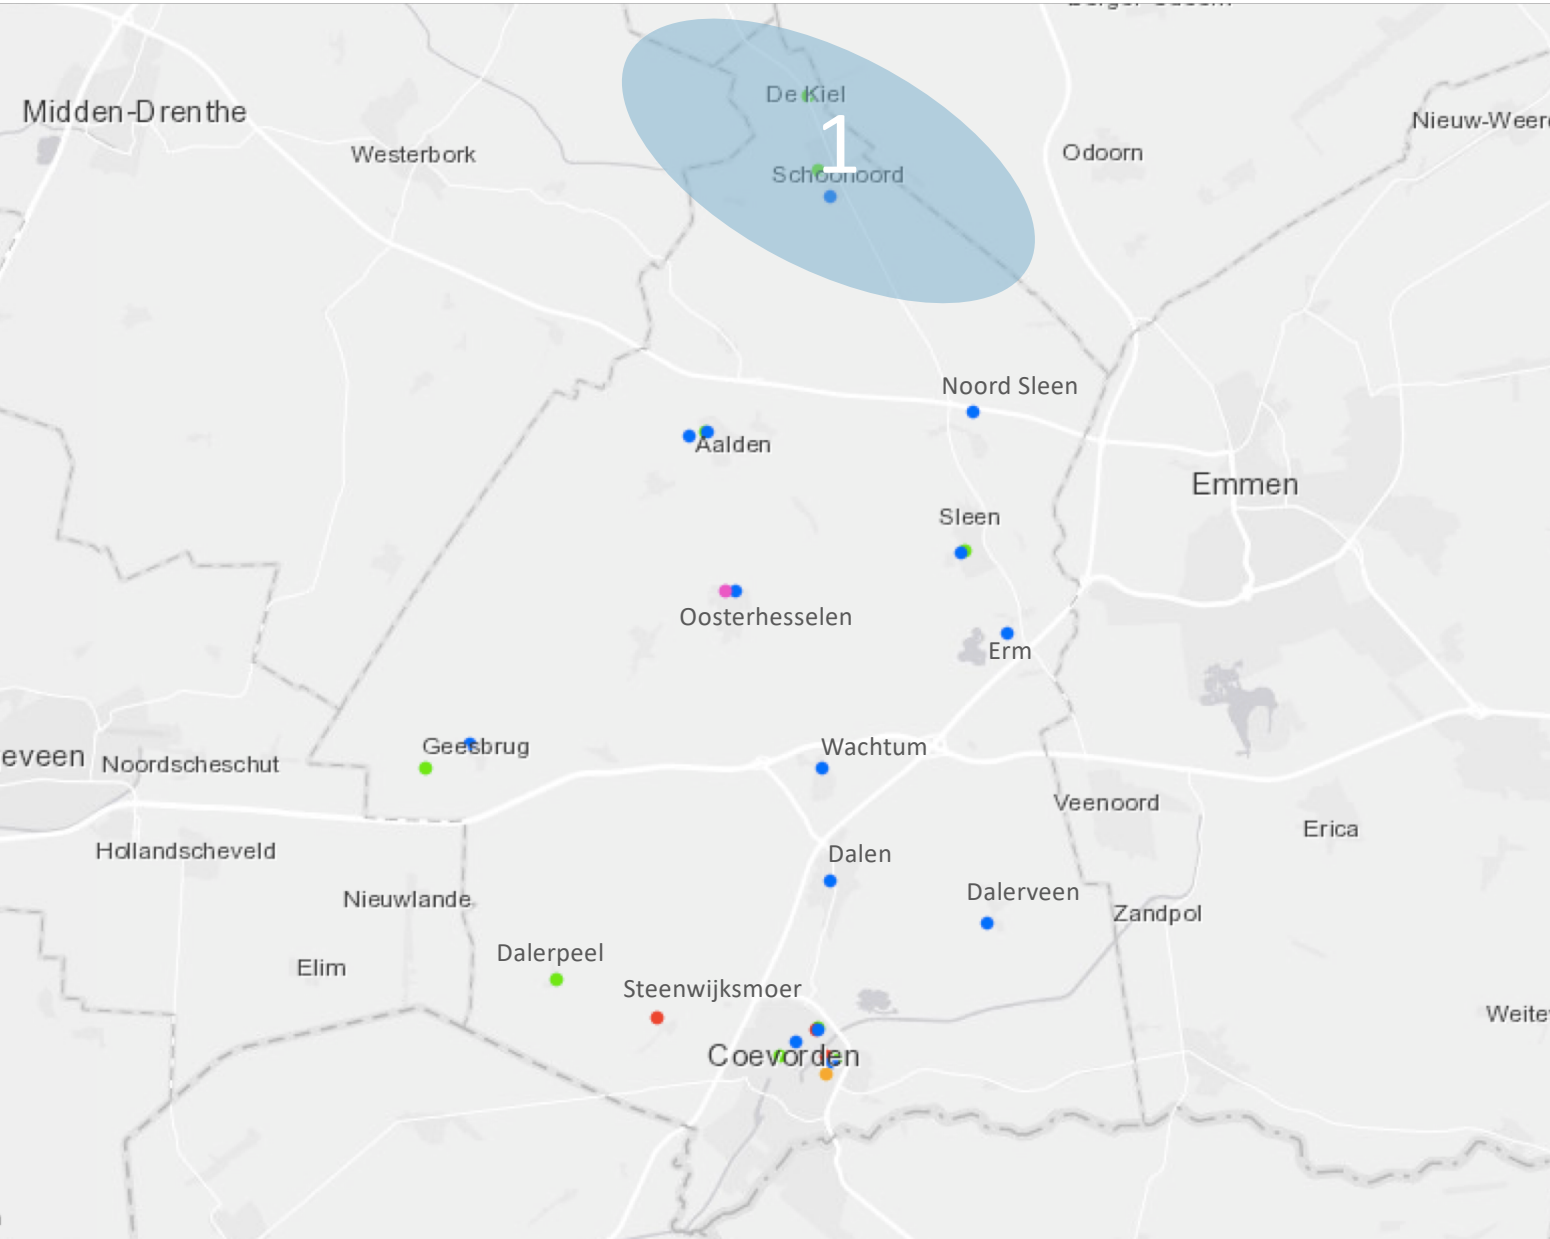 Midden-Drenthe
De Kiel
1
Nieuw-Weer
Westerbork
Odoorn
Schoonoord
Noord Sleen
Aalden
Emmen
Sleen
Oosterhesselen
Erm
Geesbrug
Wachtum
eveen
Noordscheschut
Veenoord
Erica
Hollandscheveld
Dalen
Nieuwlande
Dalerveen
Zandpol
Dalerpeel
Elim
Steenwijksmoer
Weite
Coevorden